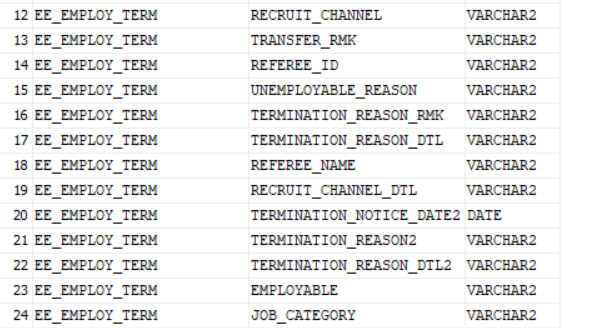 12 EE_EMPLOY_TERM RECRUIT_CHANNEL VARCHAR2
13 EE_EMPLOY_TERM TRANSFER_RMK VARCHAR2
14 EE_EMPLOY_TERM REFEREE_ID VARCHAR2
15 EE_EMPLOY_TERM UNEMPLOYABLE_REASON VARCHAR2
16 EE_EMPLOY_TERM TERMINATION_REASON_RMK VARCHAR2
17 EE_EMPLOY_TERM TERMINATION_REASON_DTL VARCHAR2
18 EE_EMPLOY_TERM REFEREE_NAME VARCHAR2
19 EE_EMPLOY_TERM RECRUIT_CHANNEL_DTL VARCHAR2
20 EE_EMPLOY_TERM TERMINATION_NOTICE_DATE2 DATE
21 EE_EMPLOY_TERM TERMINATION_REASON2 VARCHAR2
22 EE_EMPLOY_TERM TERMINATION_REASON_DTL2 VARCHAR2
23 EE_EMPLOY_TERM EMPLOYABLE VARCHAR2
24 EE_EMPLOY_TERM JOB_CATEGORY VARCHAR2